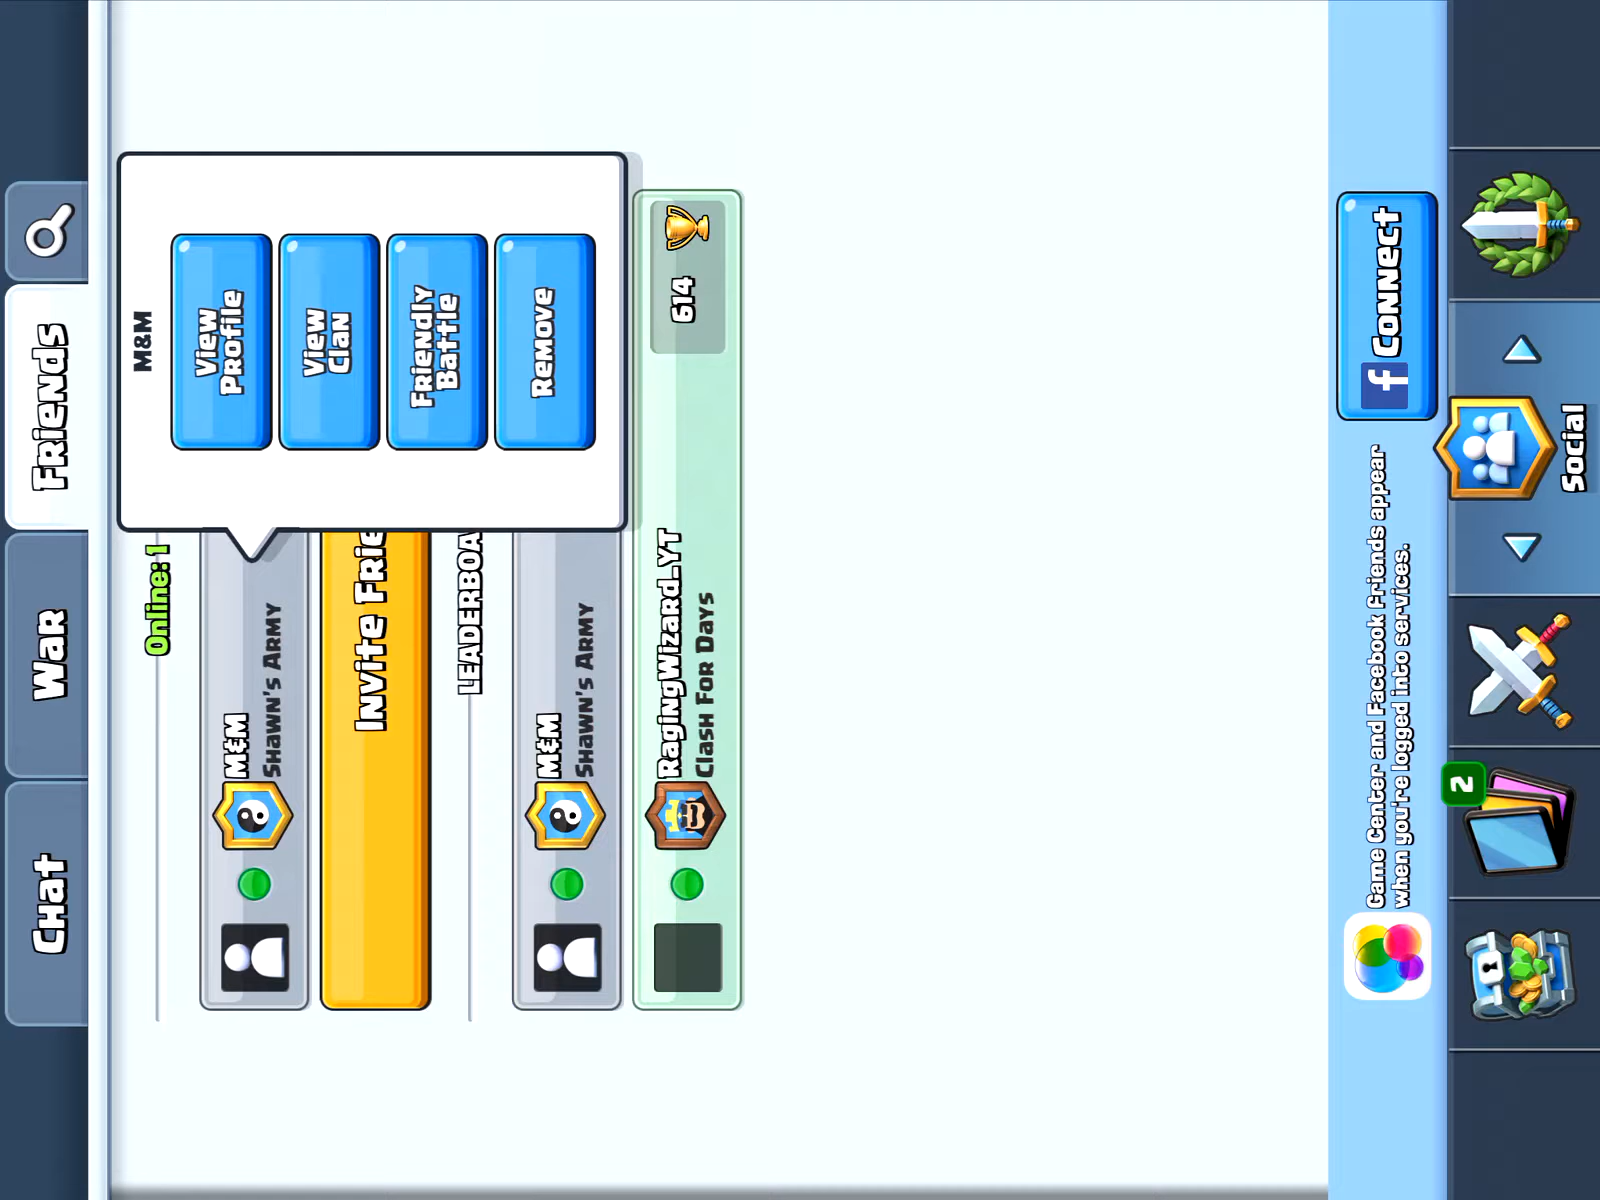 Chat
War
Friends
Online: 1
M&M
View
Profile
View
Clan
Friendly
Battle
Remove
M&M
Shawn's Army
Invite Frie
LEADERBOA
M&M
Shawn's Army
RagingWizard_YT
Clash For Days
614
Game Center and Facebook friends appear
when you're logged into services.
f Connect
2
Social